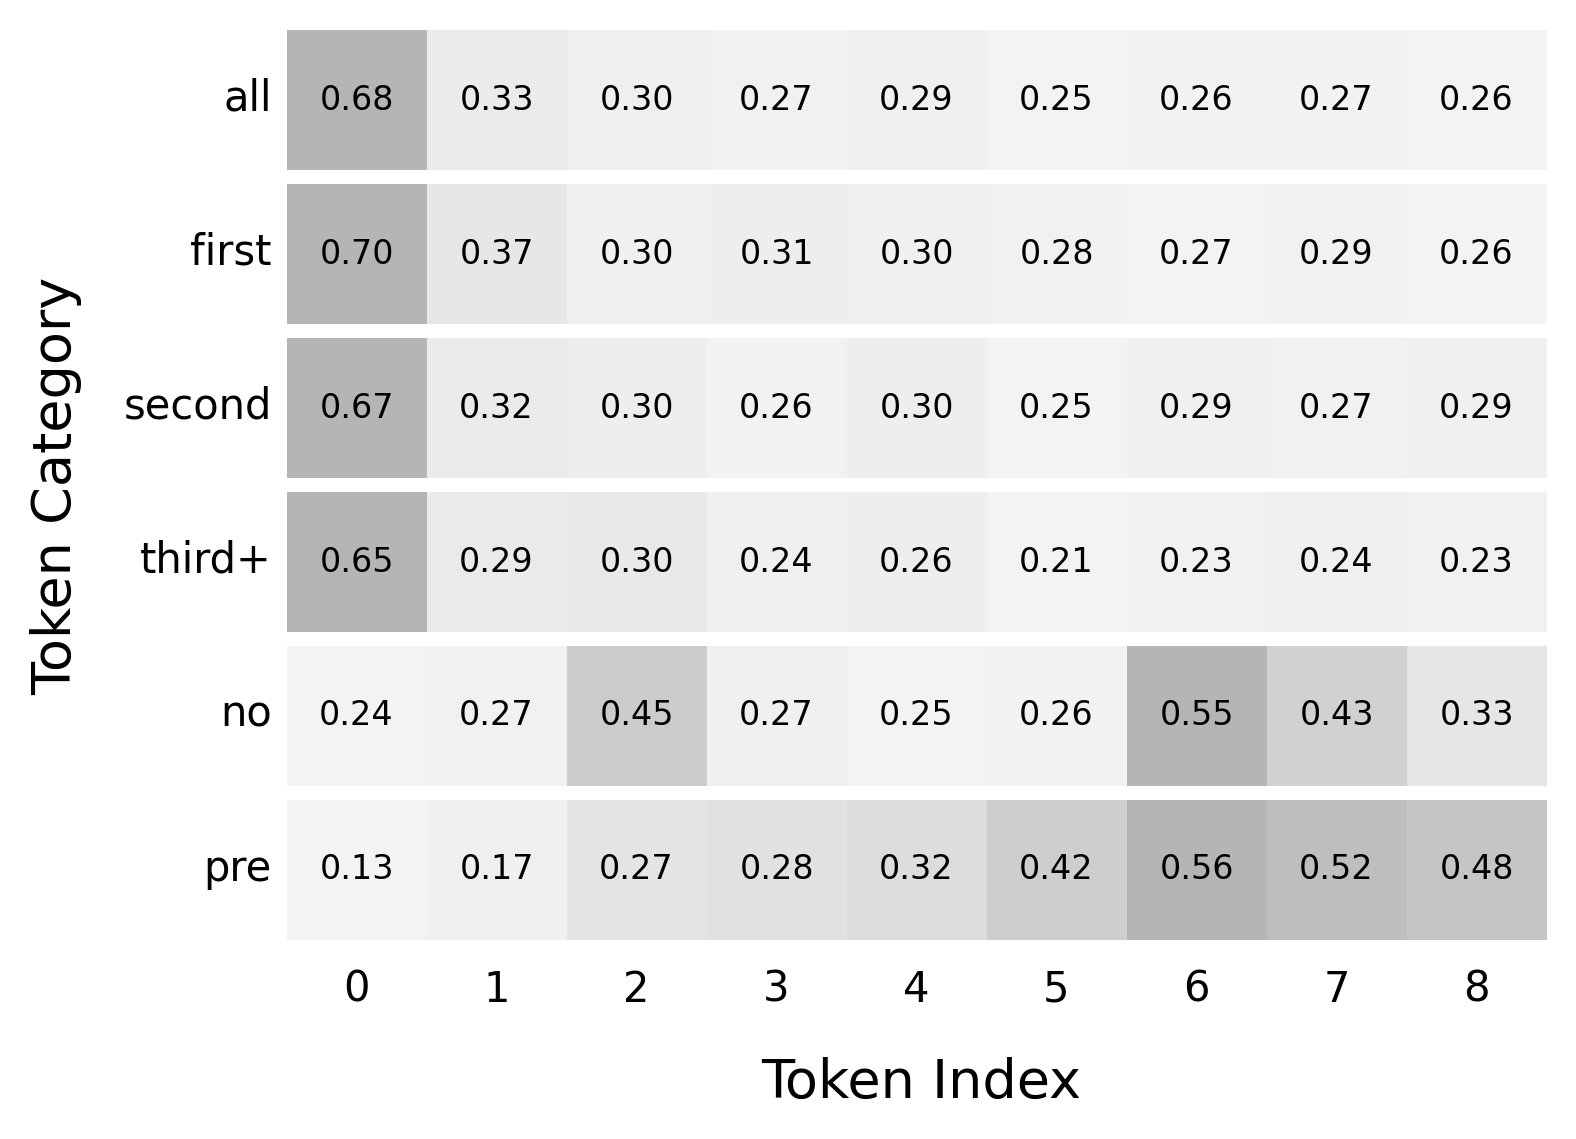 all 0.68 0.33 0.30 0.27 0.29 0.25 0.26 0.27 0.26
first 0.70 0.37 0.30 0.31 0.30 0.28 0.27 0.29 0.26
second 0.67 0.32 0.30 0.26 0.30 0.25 0.29 0.27 0.29
third+ 0.65 0.29 0.30 0.24 0.26 0.21 0.23 0.24 0.23
no 0.24 0.27 0.45 0.27 0.25 0.26 0.55 0.43 0.33
pre 0.13 0.17 0.27 0.28 0.32 0.42 0.56 0.52 0.48
0 1 2 3 4 5 6 7 8
Token Index
Token Category